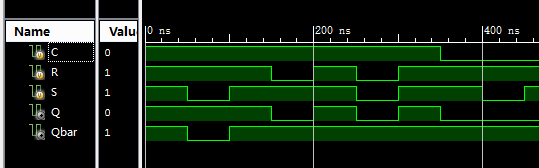 Name Valu 0 ns 200 ns 400 ns
C 0
R 1
S 1
Q 0
Qbar 1